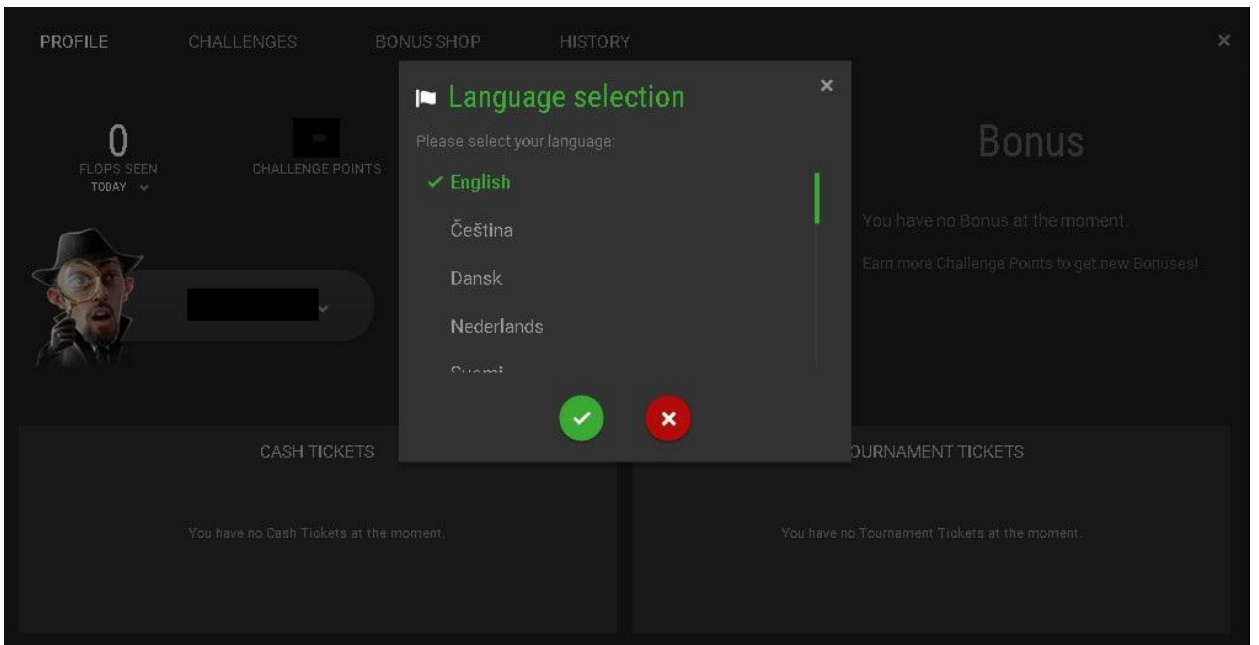 PROFILE CHALLENGES BONUS SHOP HISTORY
Language selection
Please select your language:
English
Čeština
Dansk
Nederlands
Suomi
0
FLOPS SEEN
TODAY
CHALLENGE POINTS
Bonus
You have no Bonus at the moment.
Earn more Challenge Points to get new Bonuses!
CASH TICKETS
You have no Cash Tickets at the moment.
OURNAMENT TICKETS
You have no Tournament Tickets at the moment.